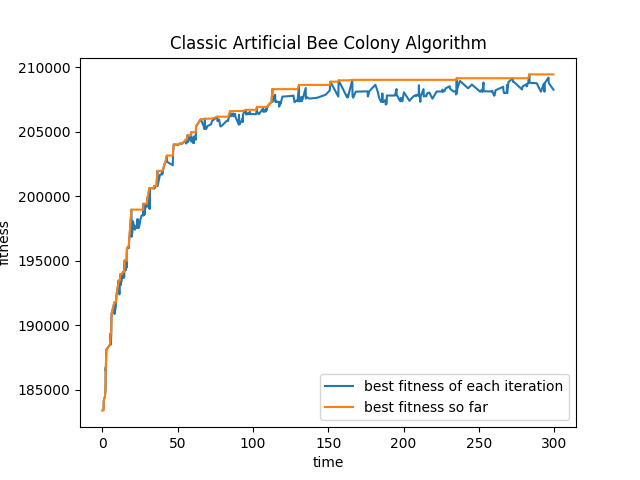 Classic Artificial Bee Colony Algorithm
210000
205000
200000
195000
190000
185000
fitness
0 50 100 150 200 250 300
time
best fitness of each iteration
best fitness so far